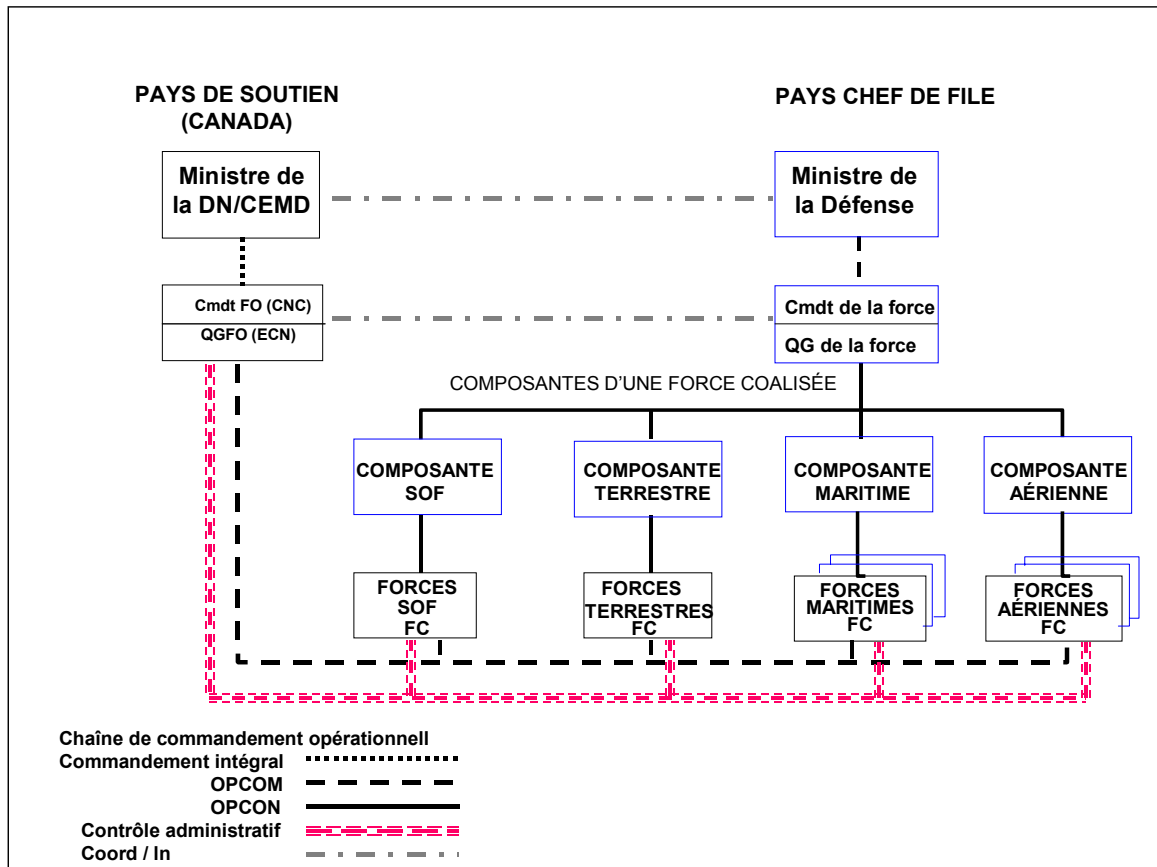 PAYS DE SOUTIEN
(CANADA)
PAYS CHEF DE FILE
Ministre de
la DN/CEMD
Ministre de
la Défense
Cmdt FO (CNC)
QGFO (ECN)
Cmdt de la force
QG de la force
COMPOSANTES D'UNE FORCE COALISÉE
COMPOSANTE
SOF
COMPOSANTE
TERRESTRE
COMPOSANTE
MARITIME
COMPOSANTE
AÉRIENNE
FORCES
SOF
FC
FORCES
TERRESTRES
FC
FORCES
MARITIMES
FC
FORCES
AÉRIENNES
FC
Chaîne de commandement opérationnell
Commandement intégral
OPCOM
OPCON
Contrôle administratif
Coord / In